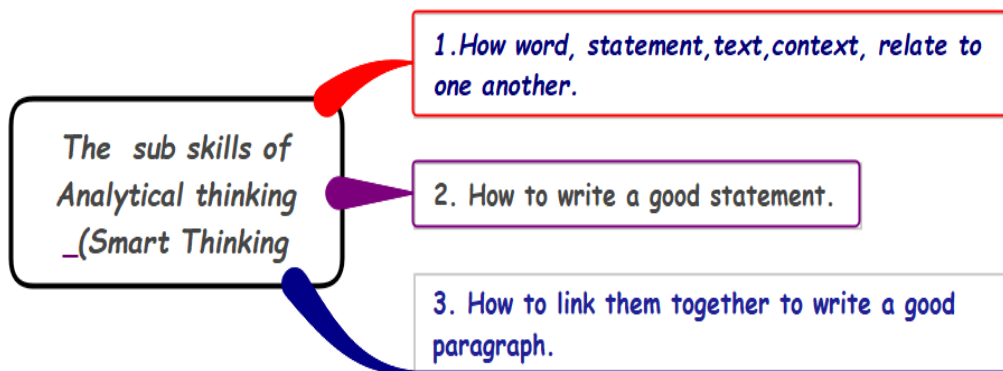 The sub skills of
Analytical thinking
_(Smart Thinking
1.How word, statement,text,context, relate to
one another.
2. How to write a good statement.
3. How to link them together to write a good
paragraph.